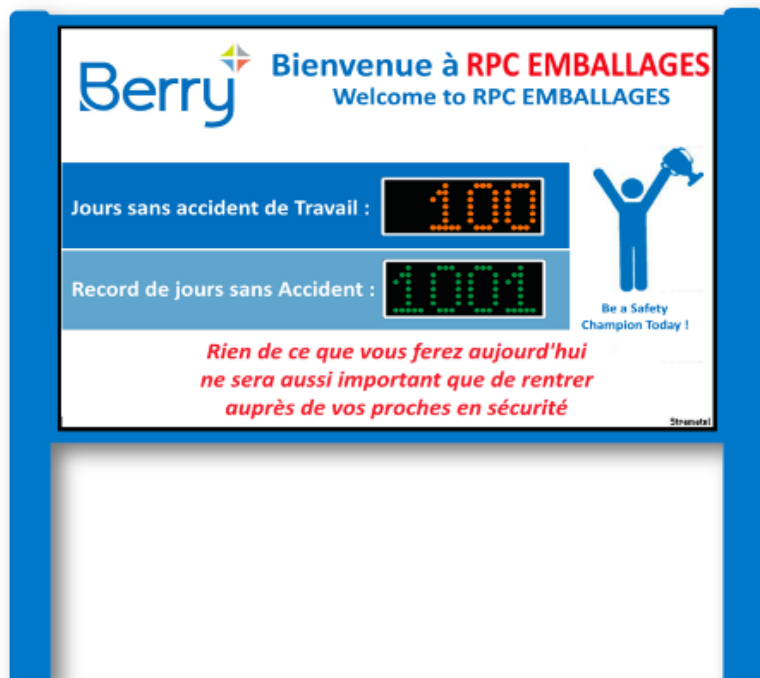 Berry
Bienvenue à RPC EMBALLAGES
Welcome to RPC EMBALLAGES
Jours sans accident de Travail : 100
Record de jours sans Accident : 1001
Be a Safety
Champion Today !
Rien de ce que vous ferez aujourd'hui
ne sera aussi important que de rentrer
auprès de vos proches en sécurité
Stramatel